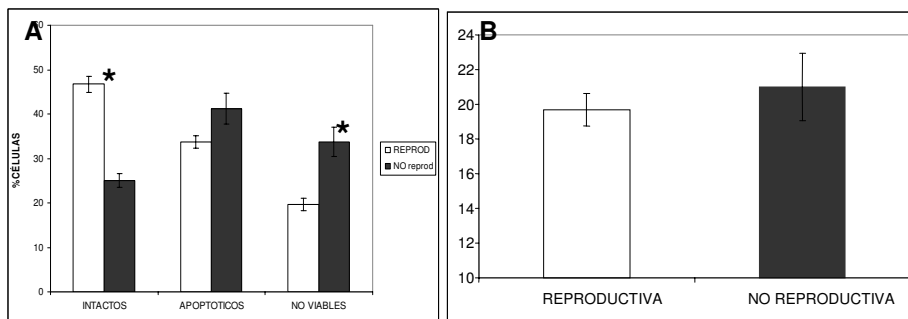 A
60
50
40
30
20
10
0
%CÉLULAS
*
*
INTACTOS
APOPTOTICOS
NO VIABLES
REPROD
NO reprod
B
24
22
20
18
16
14
12
10
REPRODUCTIVA
NO REPRODUCTIVA